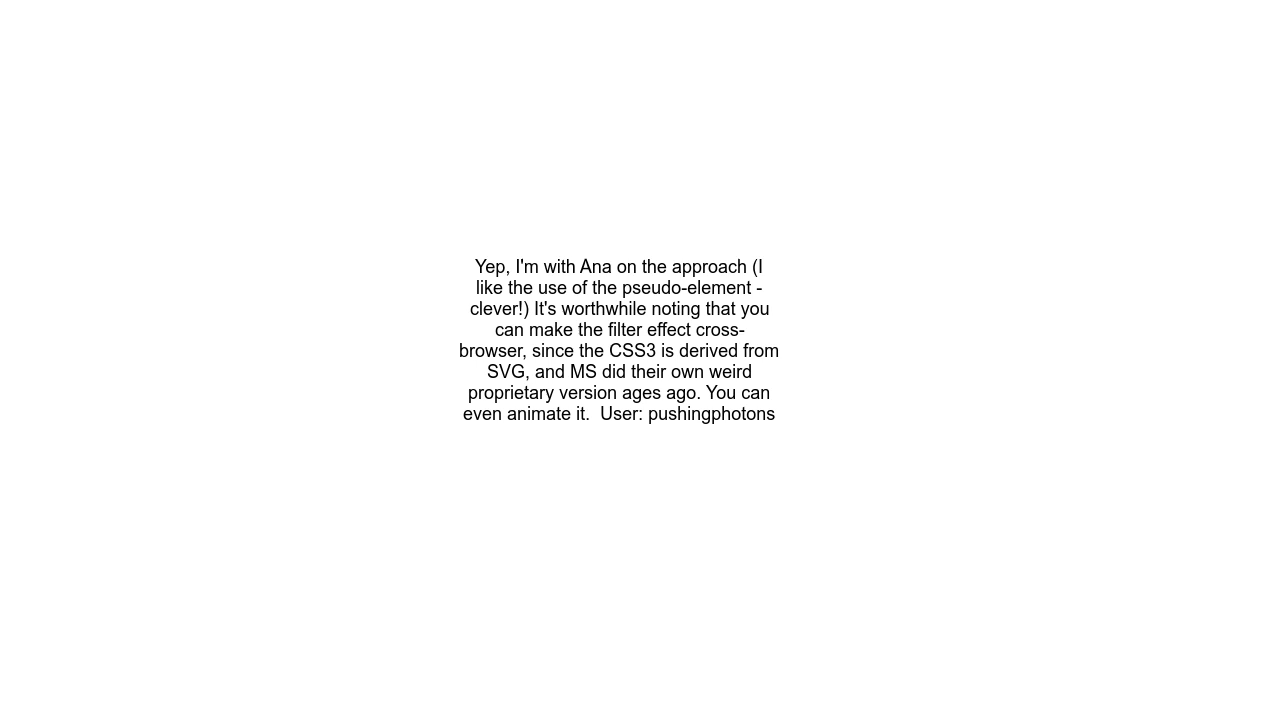 Yep, I'm with Ana on the approach (I
like the use of the pseudo-element -
clever!) It's worthwhile noting that you
can make the filter effect cross-
browser, since the CSS3 is derived from
SVG, and MS did their own weird
proprietary version ages ago. You can
even animate it.  User: pushingphotons